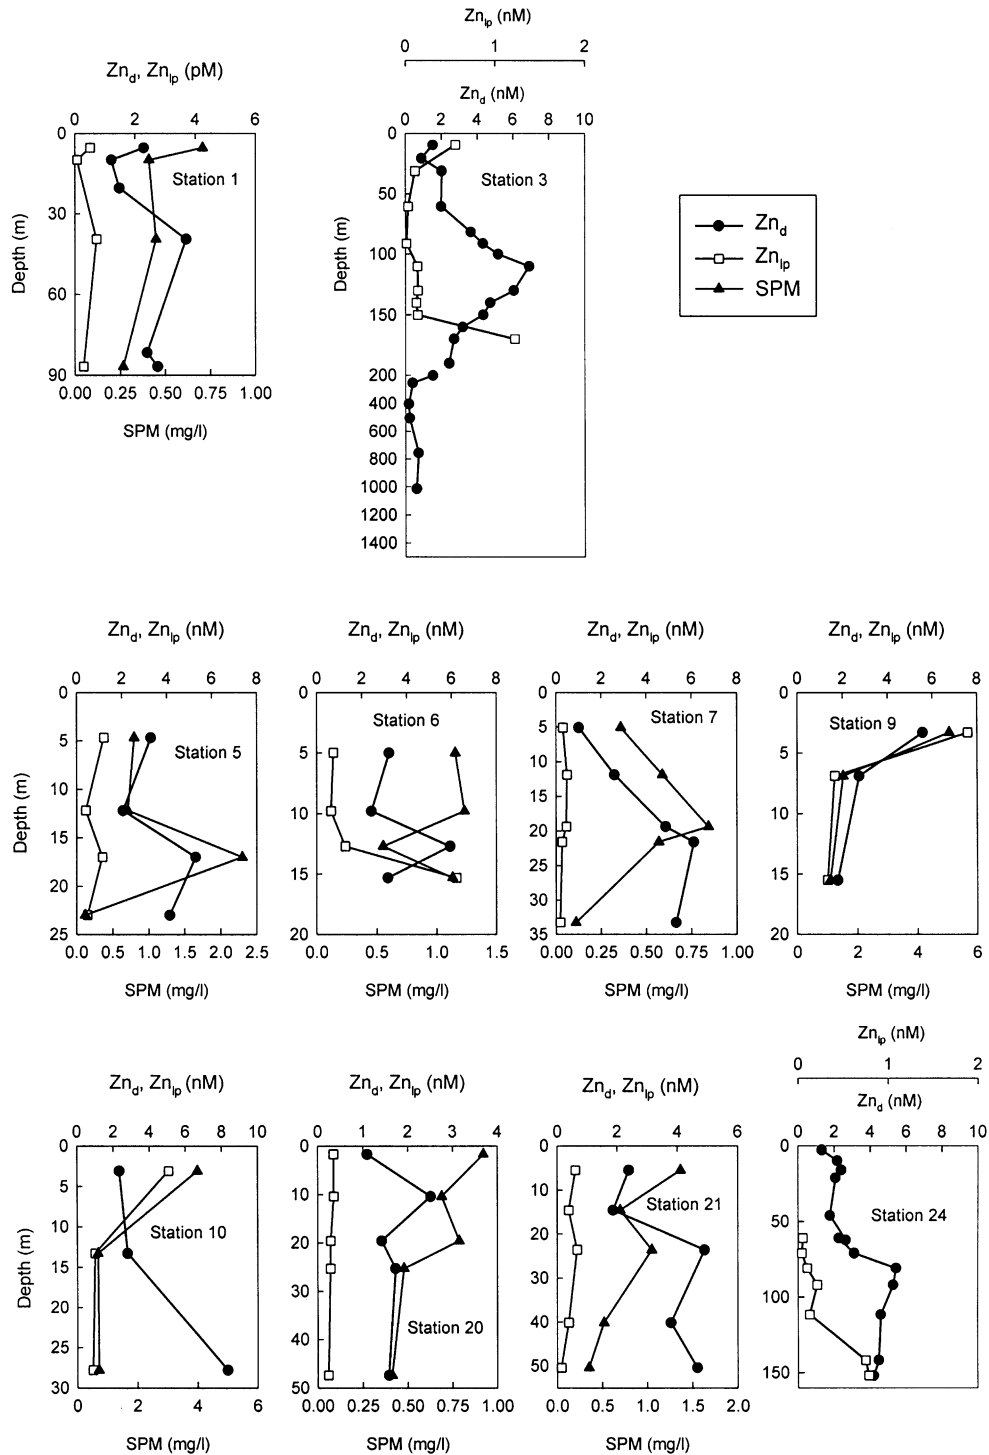 Zn_lp (nM)
0 1 2
Zn_d, Zn_lp (pM)
0 2 4 6
Zn_d (nM)
0 2 4 6 8 10
Station 1
Depth (m)
0
30
60
90
0.00 0.25 0.50 0.75 1.00
SPM (mg/l)
Station 3
Depth (m)
0
50
100
150
200
400
600
800
1000
1200
1400
Zn_d
Zn_lp
SPM
Zn_d, Zn_lp (nM)
0 2 4 6 8
Station 5
Depth (m)
0
5
10
15
20
25
0.0 0.5 1.0 1.5 2.0 2.5
SPM (mg/l)
Zn_d, Zn_lp (nM)
0 2 4 6 8
Station 6
0
5
10
15
20
0.0 0.5 1.0 1.5
SPM (mg/l)
Zn_d, Zn_lp (nM)
0 2 4 6 8
Station 7
0
5
10
15
20
25
30
35
0.00 0.25 0.50 0.75 1.00
SPM (mg/l)
Zn_d, Zn_lp (nM)
0 2 4 6 8
Station 9
0
5
10
15
20
0 2 4 6
SPM (mg/l)
Zn_d, Zn_lp (nM)
0 2 4 6 8 10
Station 10
Depth (m)
0
5
10
15
20
25
30
0 2 4 6
SPM (mg/l)
Zn_d, Zn_lp (nM)
0 1 2 3 4
Station 20
0
10
20
30
40
50
0.00 0.25 0.50 0.75 1.00
SPM (mg/l)
Zn_d, Zn_lp (nM)
0 2 4 6
Station 21
0
10
20
30
40
50
0.0 0.5 1.0 1.5 2.0
SPM (mg/l)
Zn_lp (nM)
0 1 2
Zn_d (nM)
0 2 4 6 8 10
Station 24
0
50
100
150